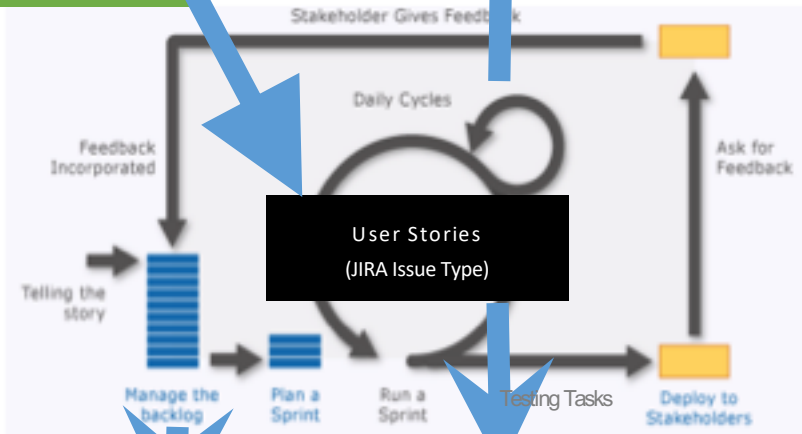 Stakeholder Gives Feedback
Daily Cycles
Feedback
Incorporated
Ask for
Feedback
User Stories
(JIRA Issue Type)
Telling the
story
Manage the
backlog
Plan a
Sprint
Run a
Sprint
Testing Tasks
Deploy to
Stakeholders